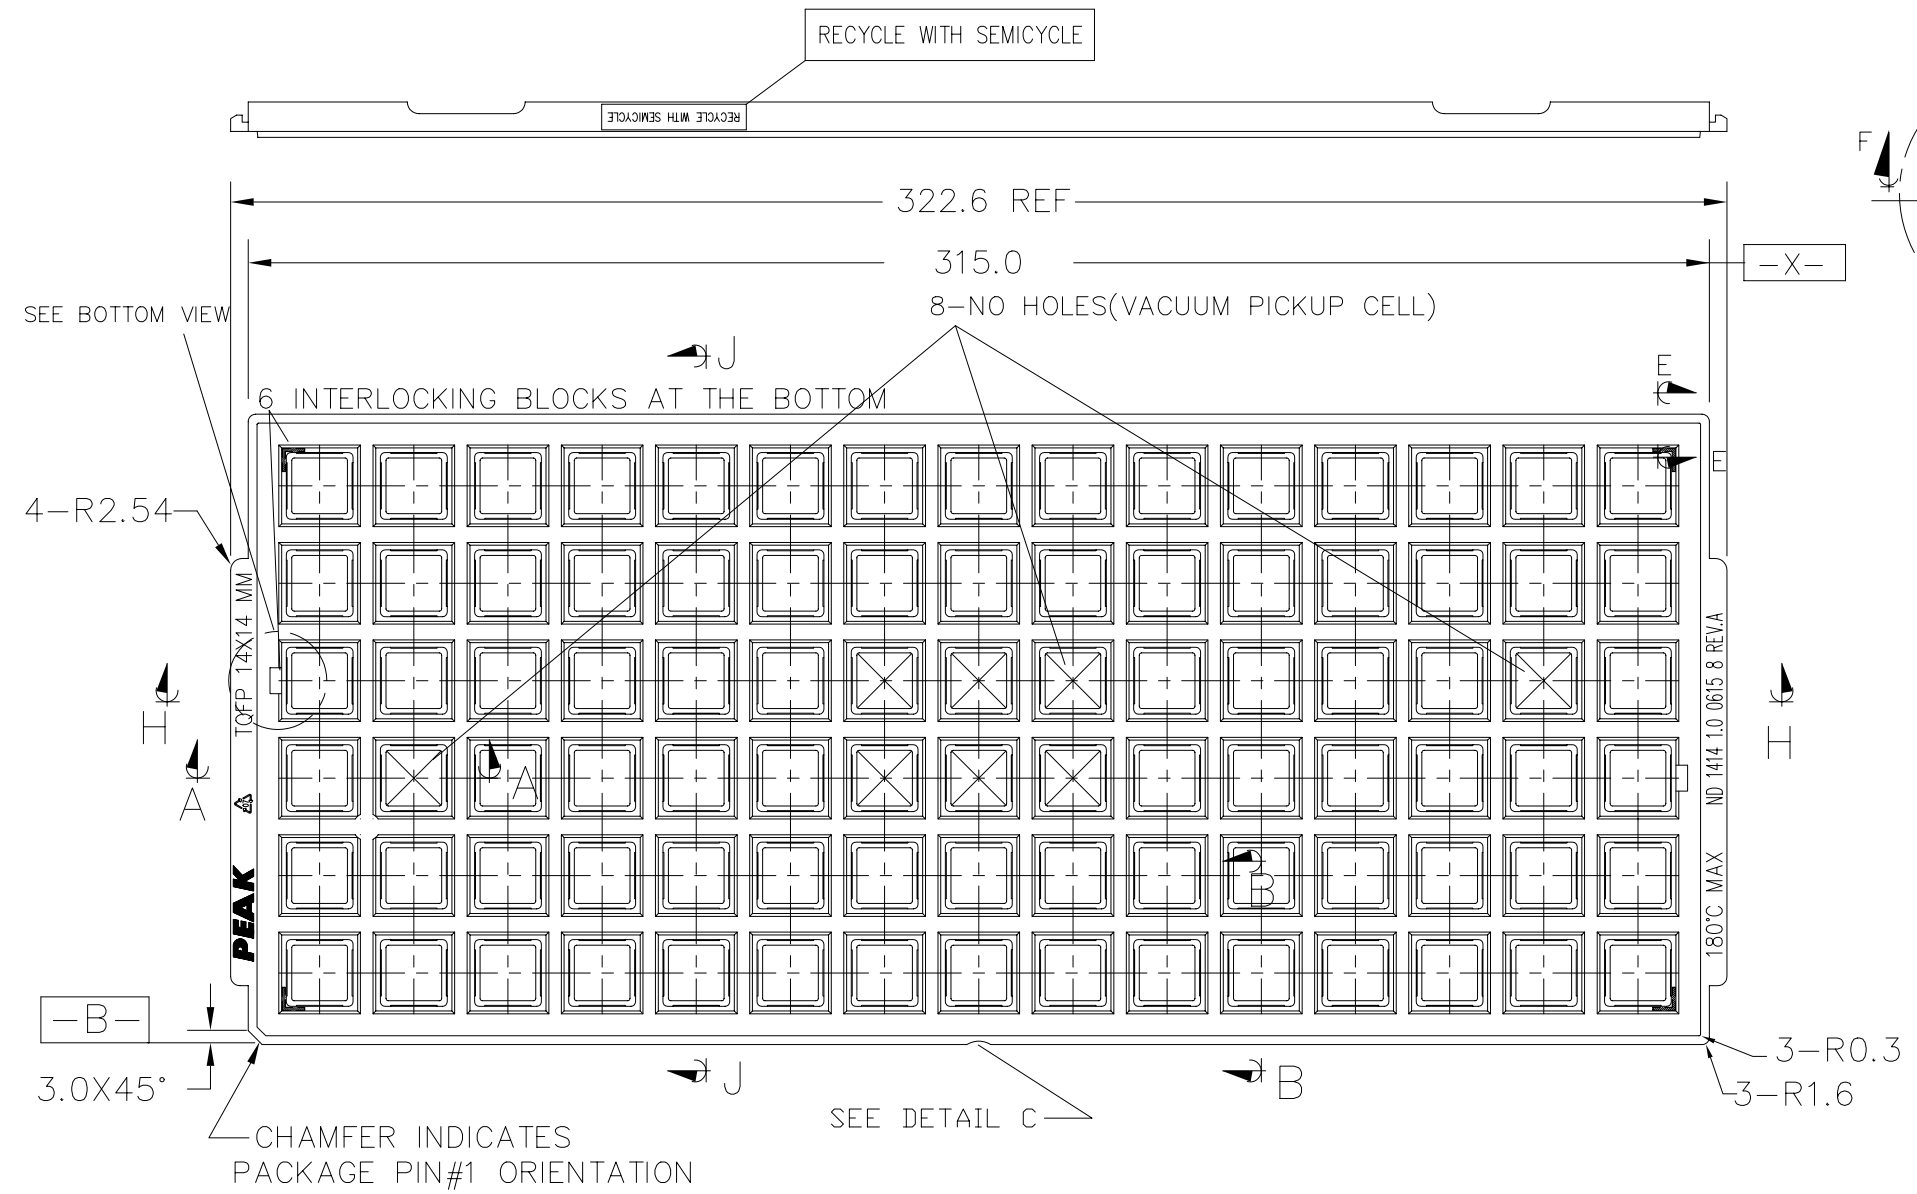 RECYCLE WITH SEMICYCLE
RECYCLE WITH SEMICYCLE
F
322.6 REF
315.0
-X-
SEE BOTTOM VIEW
8-NO HOLES(VACUUM PICKUP CELL)
J
E
6 INTERLOCKING BLOCKS AT THE BOTTOM
E
4-R2.54
TQFP 14X14 MM
ND 1414 1.0 0615 8 REV.A
H
H
A
A
PEAK
B
180°C MAX
-B-
3.0X45°
3-R0.3
3-R1.6
J
B
SEE DETAIL C
CHAMFER INDICATES
PACKAGE PIN#1 ORIENTATION